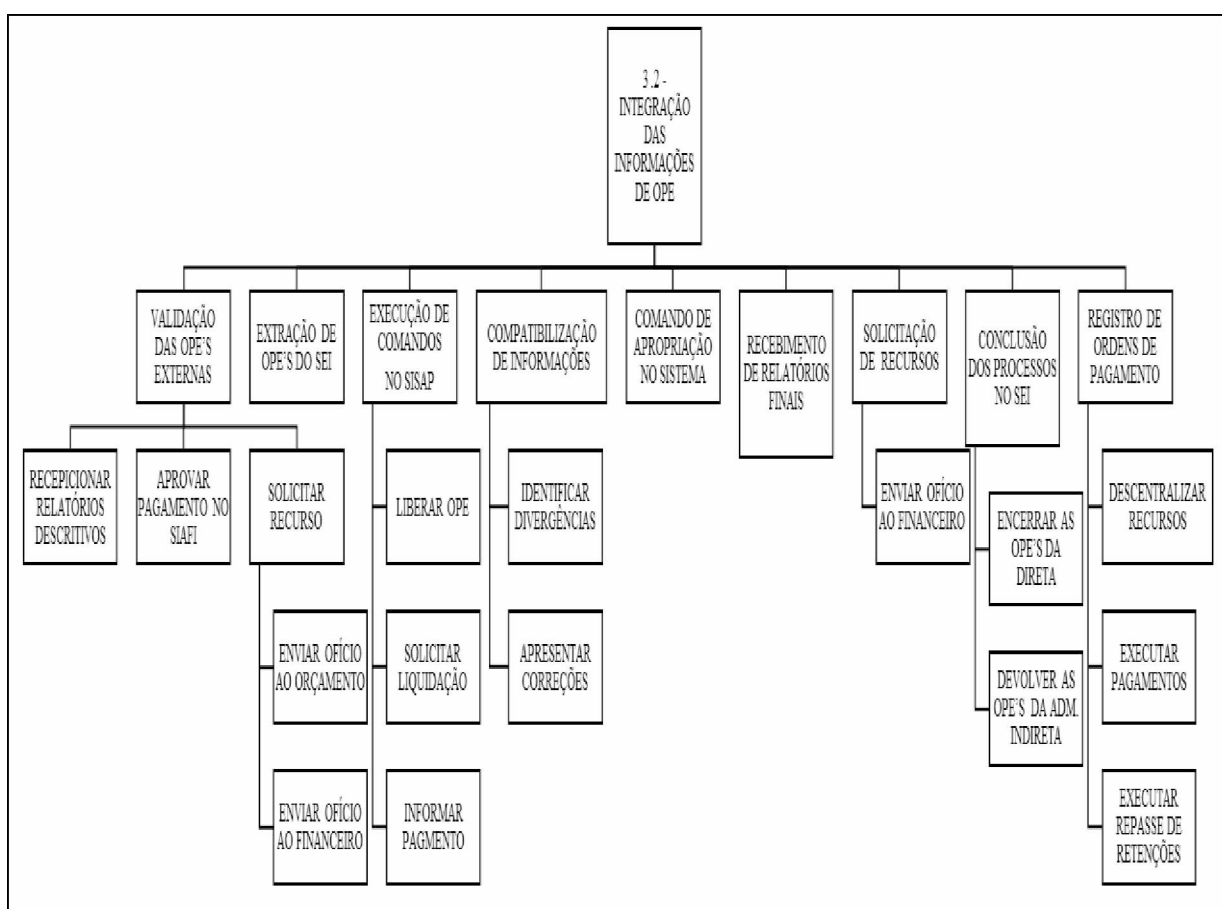 3 .2 -
INTEGRAÇÃO
DAS
INFORMAÇÕES
DE OPE
VALIDAÇÃO
DAS OPE'S
EXTERNAS
EXTRAÇÃO DE
OPE'S DO SEI
EXECUÇÃO DE
COMANDOS
NO SISAP
COMPATIBILIZAÇÃO
DE INFORMAÇÕES
COMANDO DE
APROPRIAÇÃO
NO SISTEMA
RECEBIMENTO
DE RELATÓRIOS
FINAIS
SOLICITAÇÃO
DE RECURSOS
CONCLUSÃO
DOS PROCESSOS
NO SEI
REGISTRO DE
ORDENS DE
PAGAMENTO
RECEPICIONAR
RELATÓRIOS
DESCRITIVOS
APROVAR
PAGAMENTO NO
SIAFI
SOLICITAR
RECURSO
LIBERAR OPE
IDENTIFICAR
DIVERGÊNCIAS
ENVIAR OFÍCIO
AO FINANCEIRO
ENCERRAR AS
OPE'S DA
DIRETA
DESCENTRALIZAR
RECURSOS
ENVIAR OFÍCIO
AO ORÇAMENTO
SOLICITAR
LIQUIDAÇÃO
APRESENTAR
CORREÇÕES
DEVOLVER AS
OPE'S DA ADM.
INDIRETA
EXECUTAR
PAGAMENTOS
ENVIAR OFÍCIO
AO FINANCEIRO
INFORMAR
PAGMENTO
EXECUTAR
REPASSE DE
RETENÇÕES